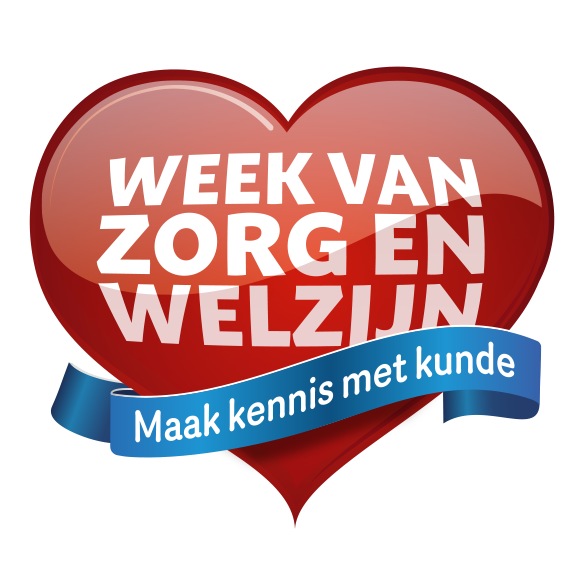 WEEK VAN
ZORG EN
WELZIJN
Maak kennis met kunde